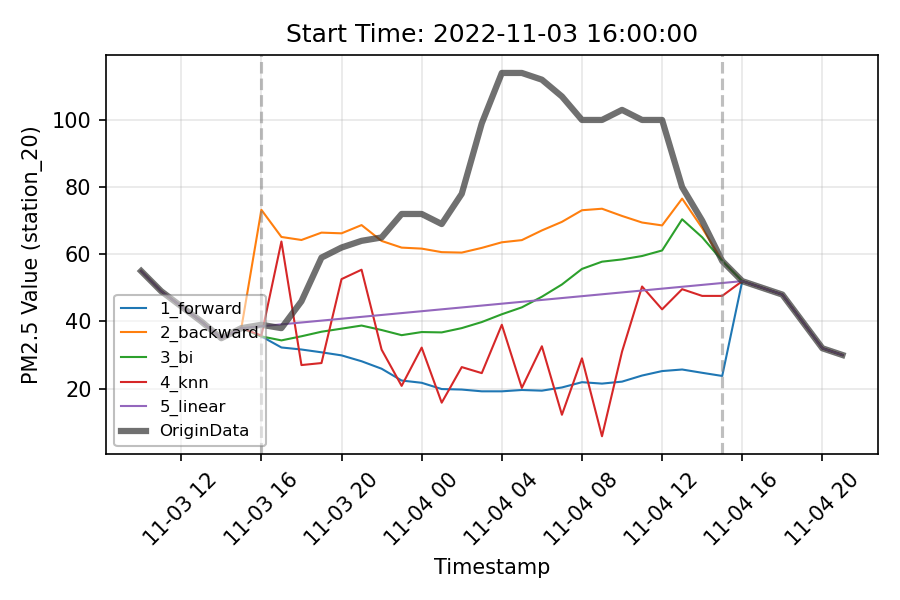 Start Time: 2022-11-03 16:00:00
PM2.5 Value (station_20)
100
80
60
40
20
1_forward
2_backward
3_bi
4_knn
5_linear
OriginData
11-03 12
11-03 16
11-03 20
11-04 00
11-04 04
11-04 08
11-04 12
11-04 16
11-04 20
Timestamp